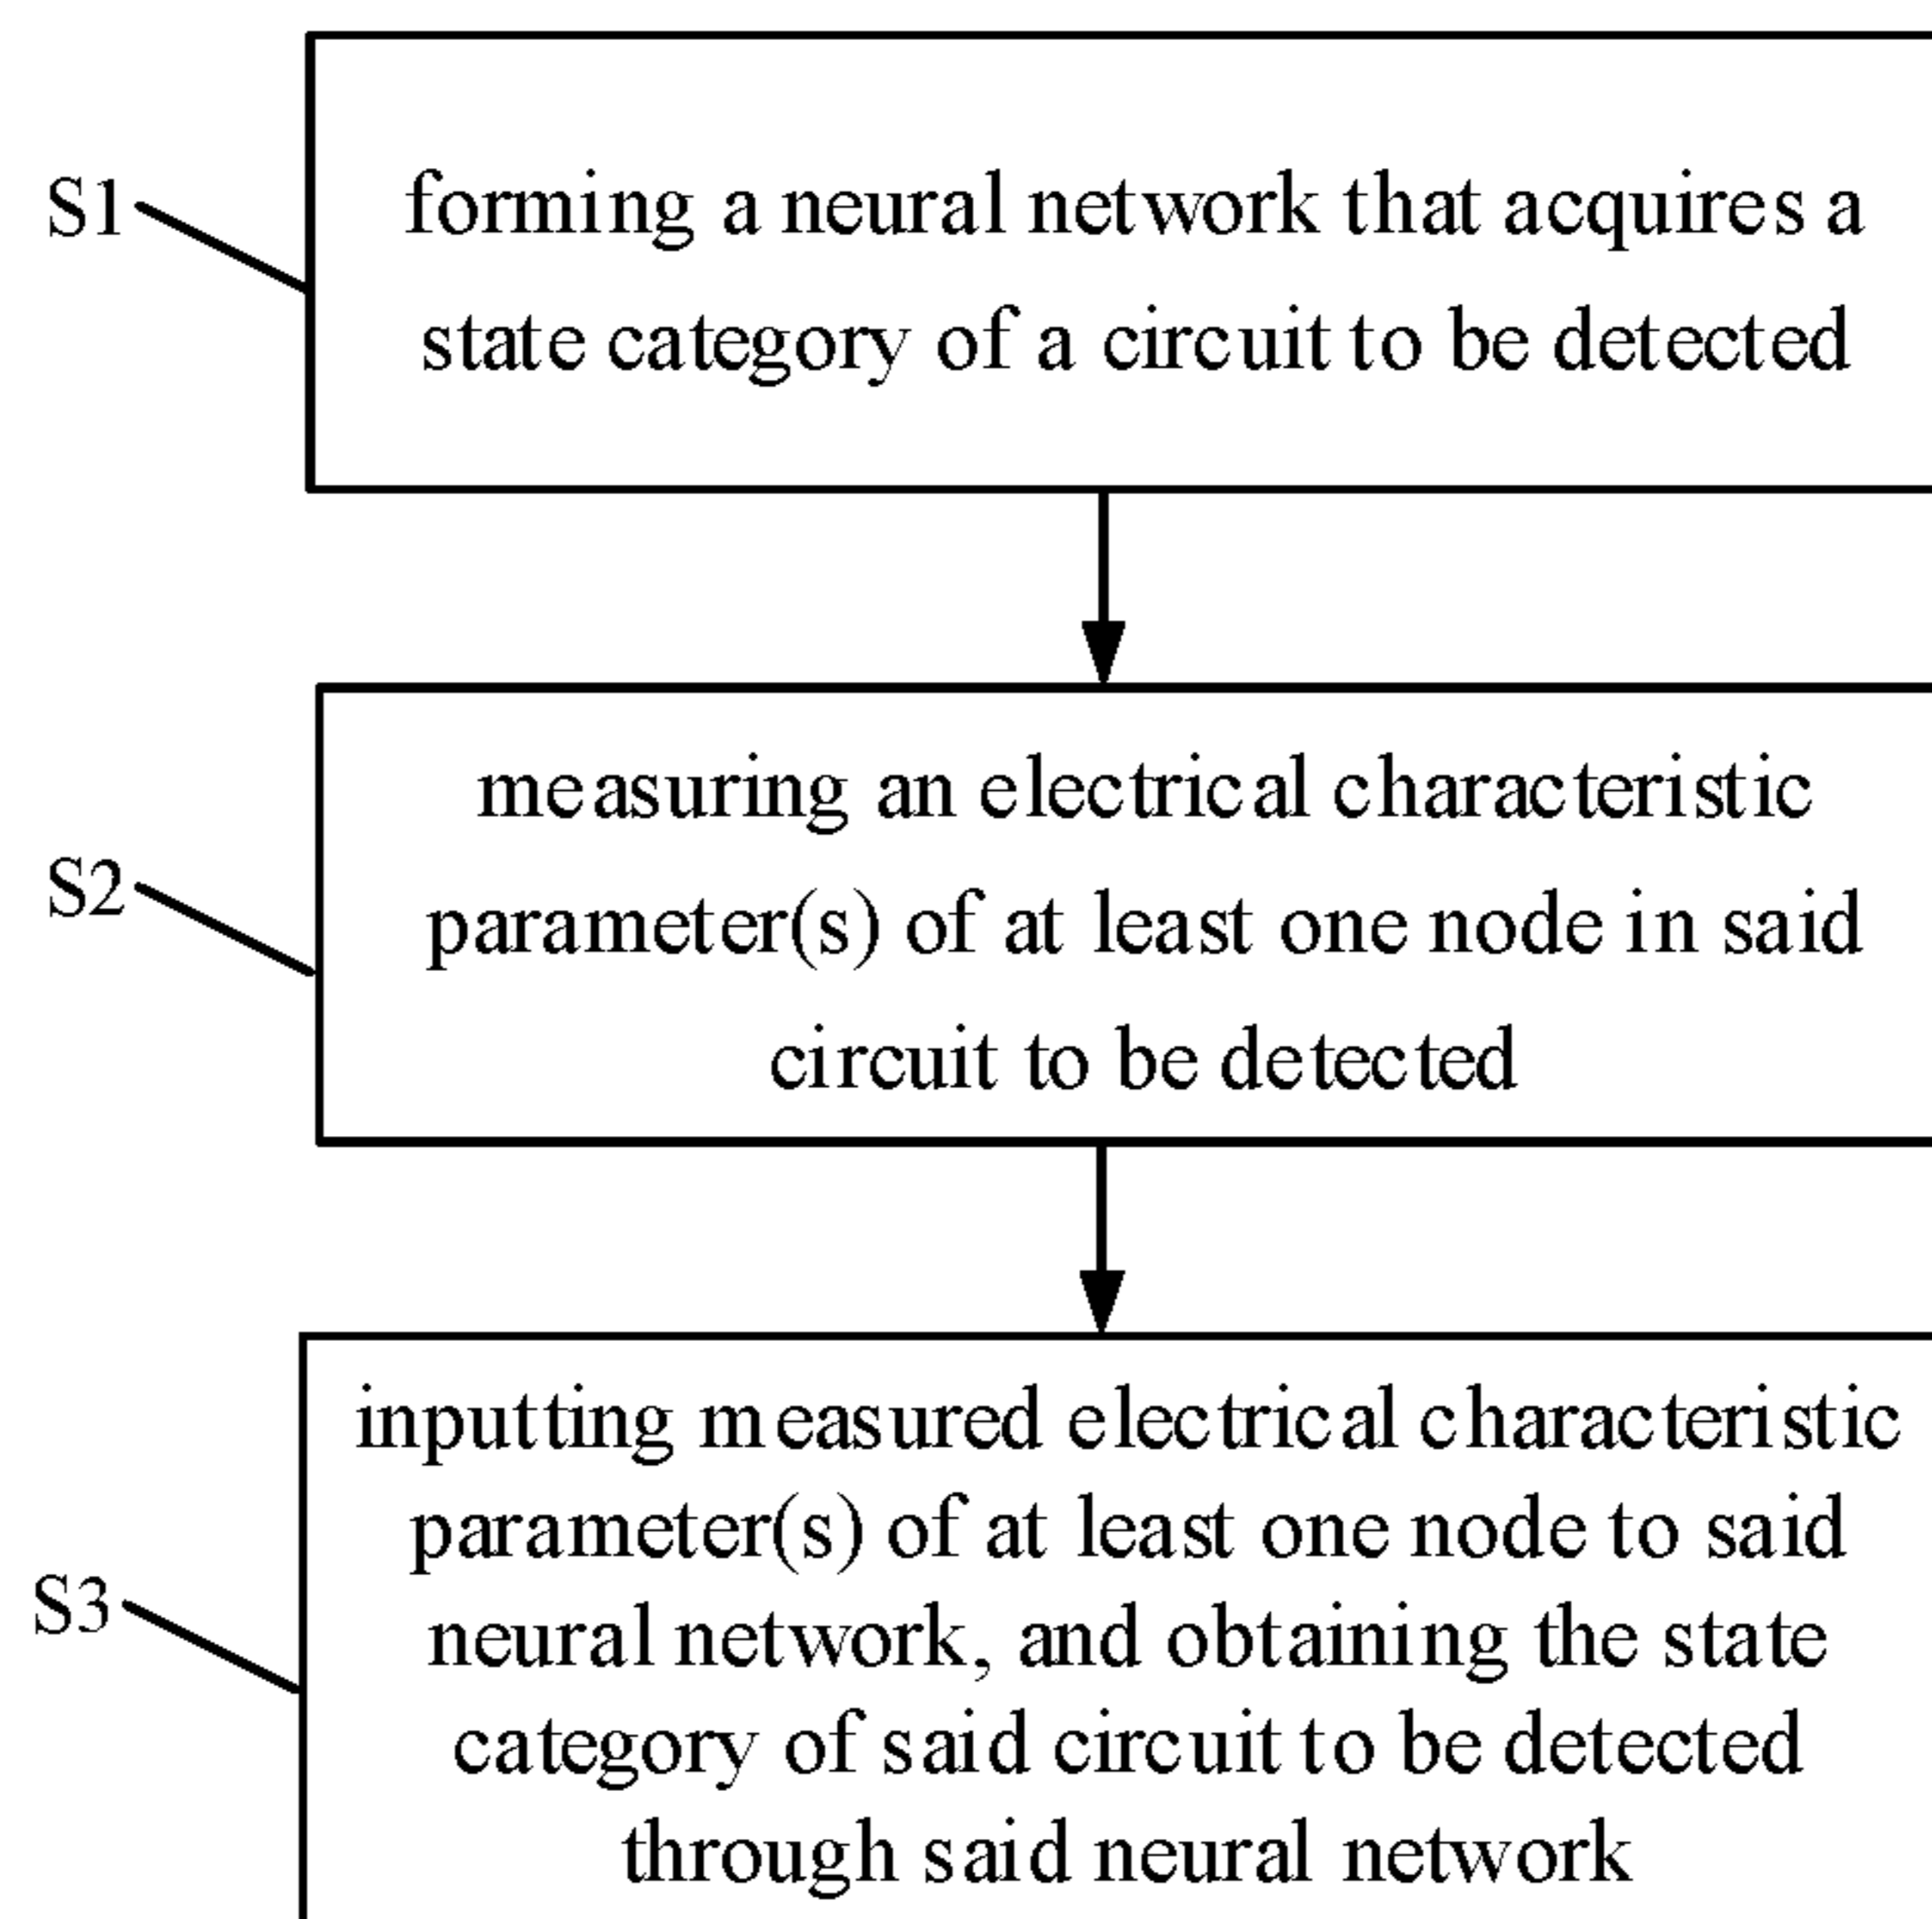 S1
forming a neural network that acquires a
state category of a circuit to be detected
S2
measuring an electrical characteristic
parameter(s) of at least one node in said
circuit to be detected
S3
inputting measured electrical characteristic
parameter(s) of at least one node to said
neural network, and obtaining the state
category of said circuit to be detected
through said neural network